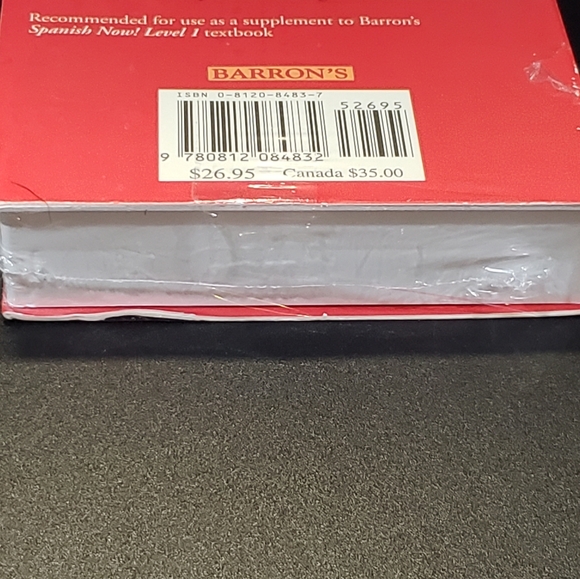 Recommended for use as a supplement to Barron's
Spanish Now! Level 1 textbook
BARRON'S
ISBN 0-8120-8483-7
52695
9 780812 084832
$26.95 Canada $35.00